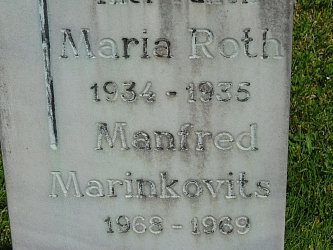 Maria Roth
1934 - 1935
Manfred
Marinkovits
1968 - 1969